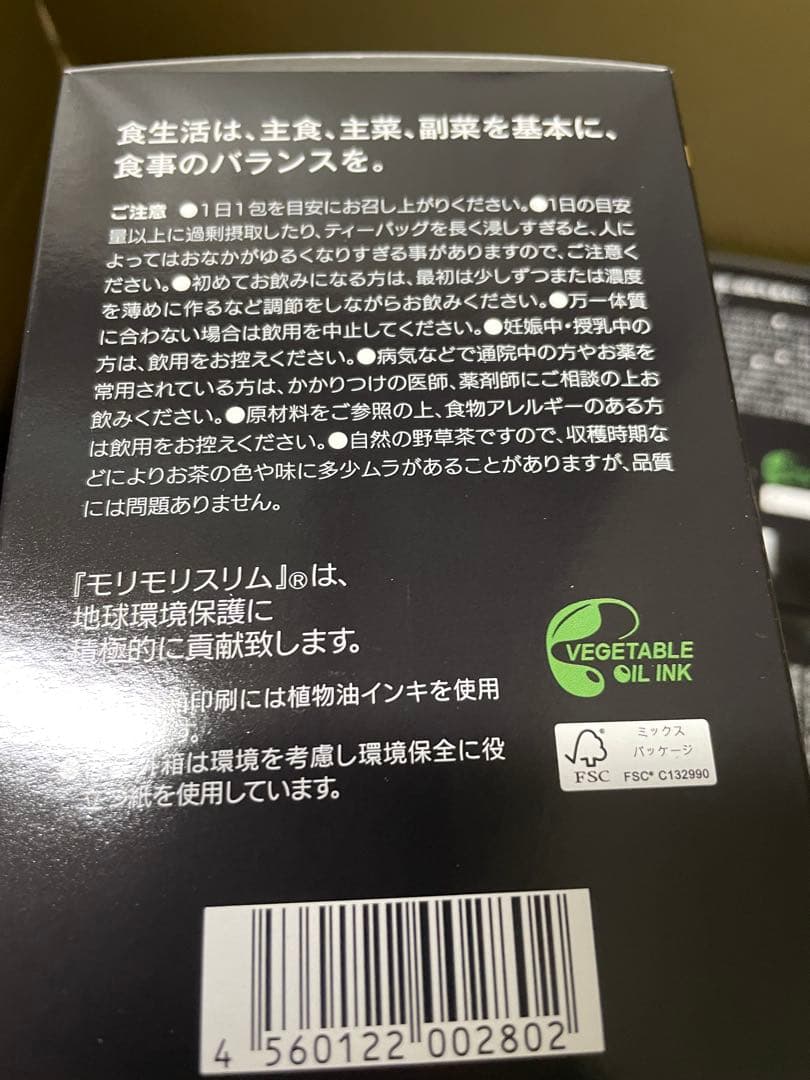 食生活は、主食、主菜、副菜を基本に、
食事のバランスを。
ご注意 ●1日1包を目安にお召し上がりください。●1日の目安
量以上に過剰摂取したり、ティーバッグを長く浸しすぎると、人に
よってはおなかがゆるくなりすぎる事がありますので、ご注意く
ださい。●初めてお飲みになる方は、最初は少しずつまたは濃度
を薄めに作るなど調節をしながらお飲みください。●万一体質
に合わない場合は飲用を中止してください。●妊娠中・授乳中の
方は、飲用をお控えください。●病気などで通院中の方やお薬を
常用されている方は、かかりつけの医師、薬剤師にご相談の上お
飲みください。●原材料をご参照の上、食物アレルギーのある方
は飲用をお控えください。●自然の野草茶ですので、収穫時期な
どによりお茶の色や味に多少ムラがあることがありますが、品質
には問題ありません。
『モリモリスリム』®は、
地球環境保護に
積極的に貢献致します。
印刷には植物油インキを使用
す。
箱は環境を考慮し環境保全に役
立つ紙を使用しています。
VEGETABLE
OIL INK
FSC
ミックス
パッケージ
FSC® C132990
4 560122 002802